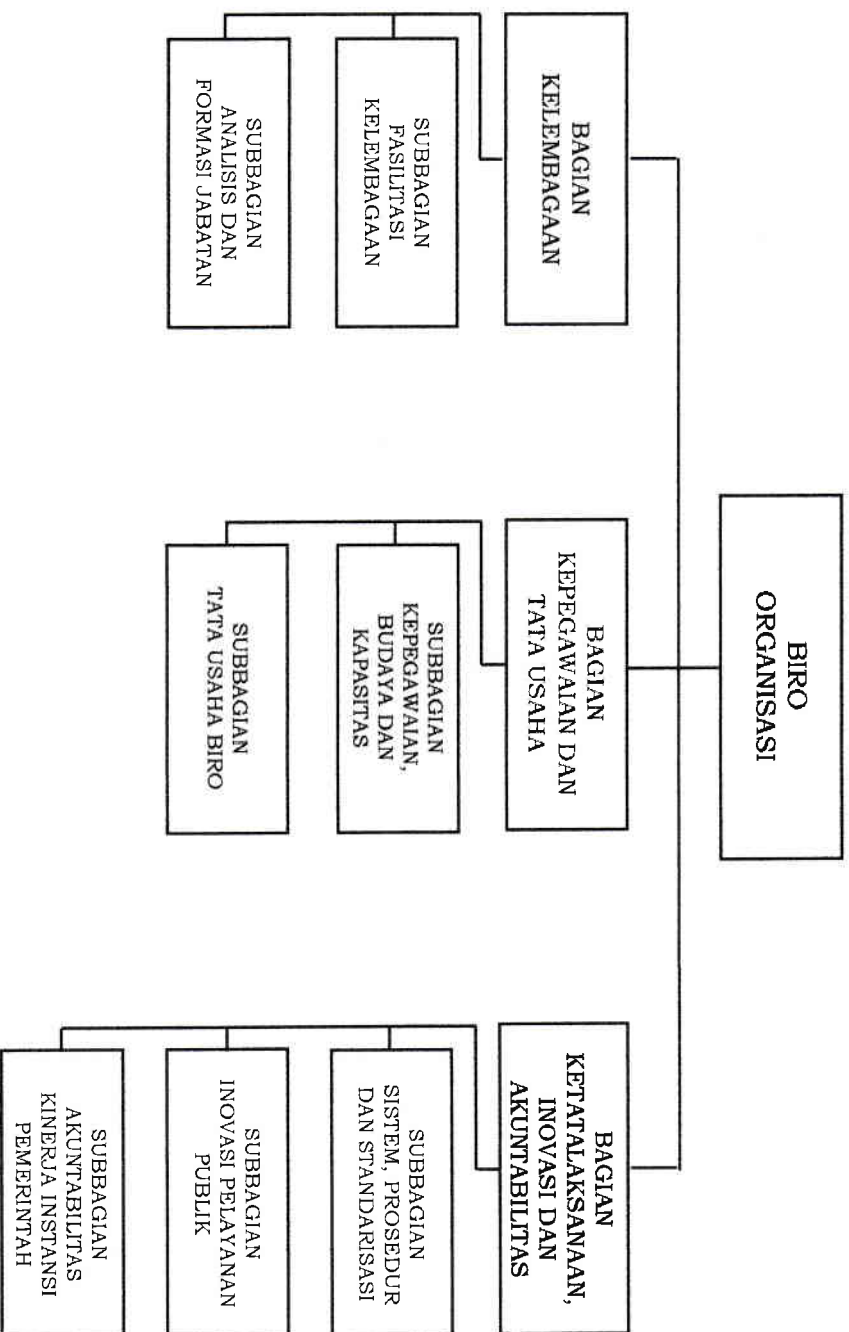 BIRO
ORGANISASI
BAGIAN
KELEMBAGAAN
SUBBAGIAN
FASILITASI
KELEMBAGAAN
SUBBAGIAN
ANALISIS DAN
FORMASI JABATAN
BAGIAN
KEPEGAWAIAN DAN
TATA USAHA
SUBBAGIAN
KEPEGAWAIAN,
BUDAYA DAN
KAPASITAS
SUBBAGIAN
TATA USAHA BIRO
BAGIAN
KETATALAKSANAAN,
INOVASI DAN
AKUNTABILITAS
SUBBAGIAN
SISTEM, PROSEDUR
DAN STANDARISASI
SUBBAGIAN
INOVASI PELAYANAN
PUBLIK
SUBBAGIAN
AKUNTABILITAS
KINERJA INSTANSI
PEMERINTAH